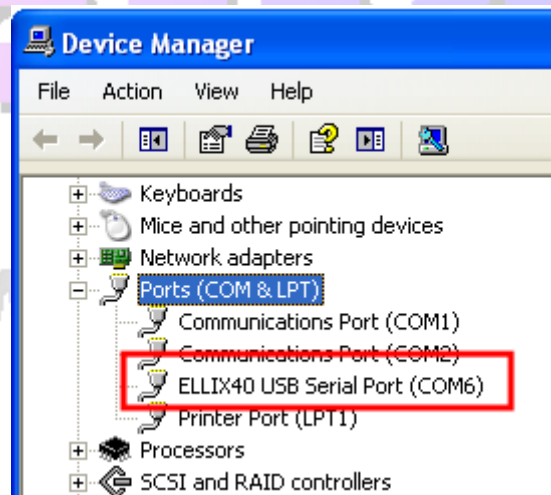 Device Manager
File Action View Help
Keyboards
Mice and other pointing devices
Network adapters
Ports (COM & LPT)
Communications Port (COM1)
Communications Port (COM2)
ELLIX40 USB Serial Port (COM6)
Printer Port (LPT1)
Processors
SCSI and RAID controllers